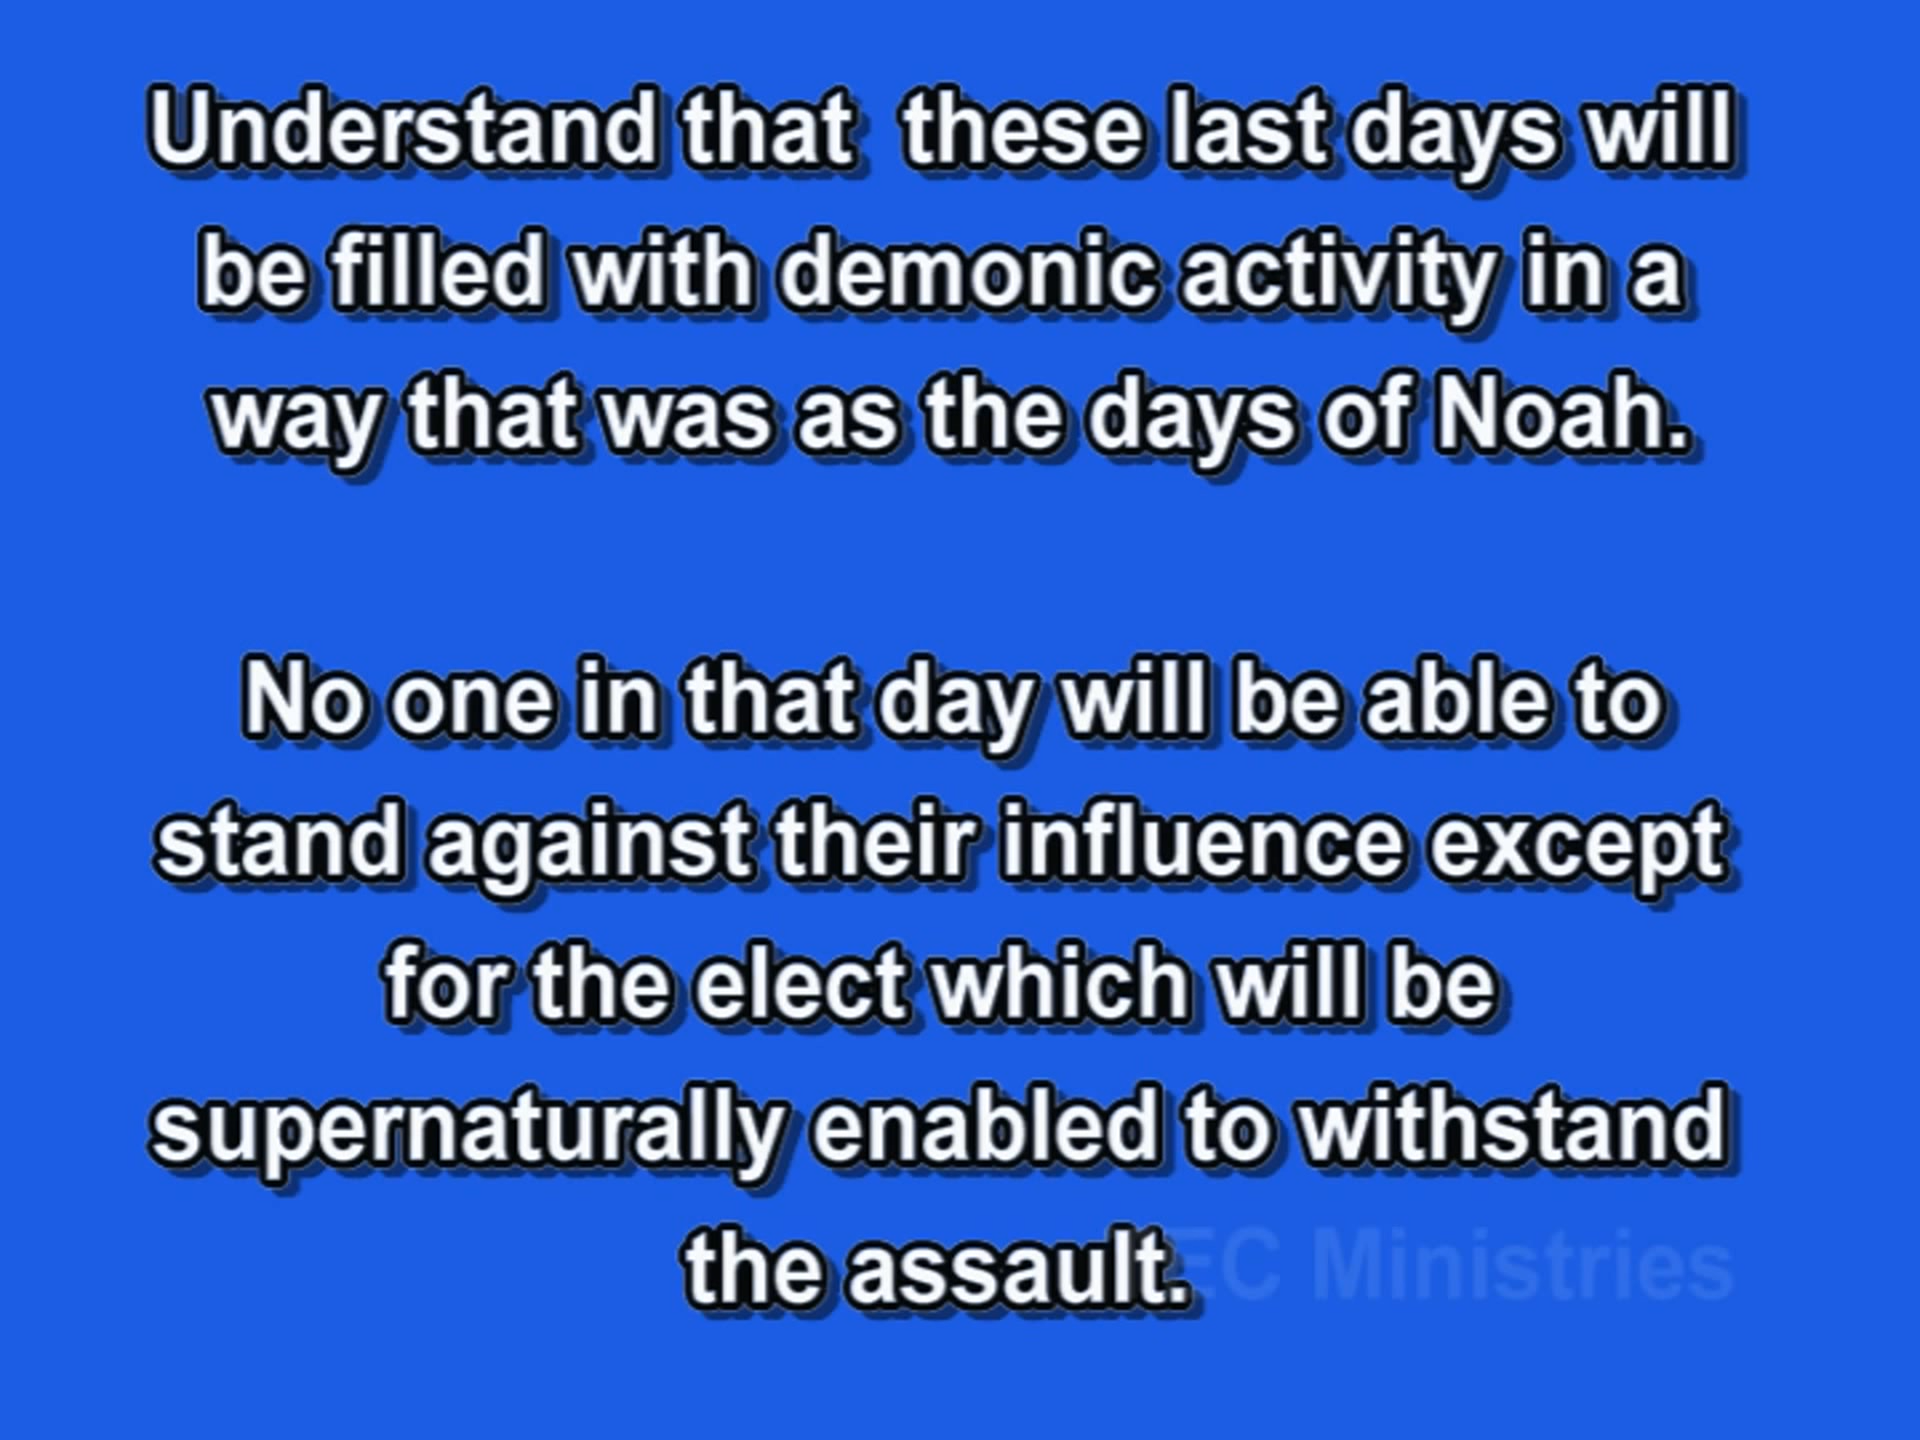 Understand that  these last days will
be filled with demonic activity in a
way that was as the days of Noah.
No one in that day will be able to
stand against their influence except
for the elect which will be
supernaturally enabled to withstand
the assault.
Ministries